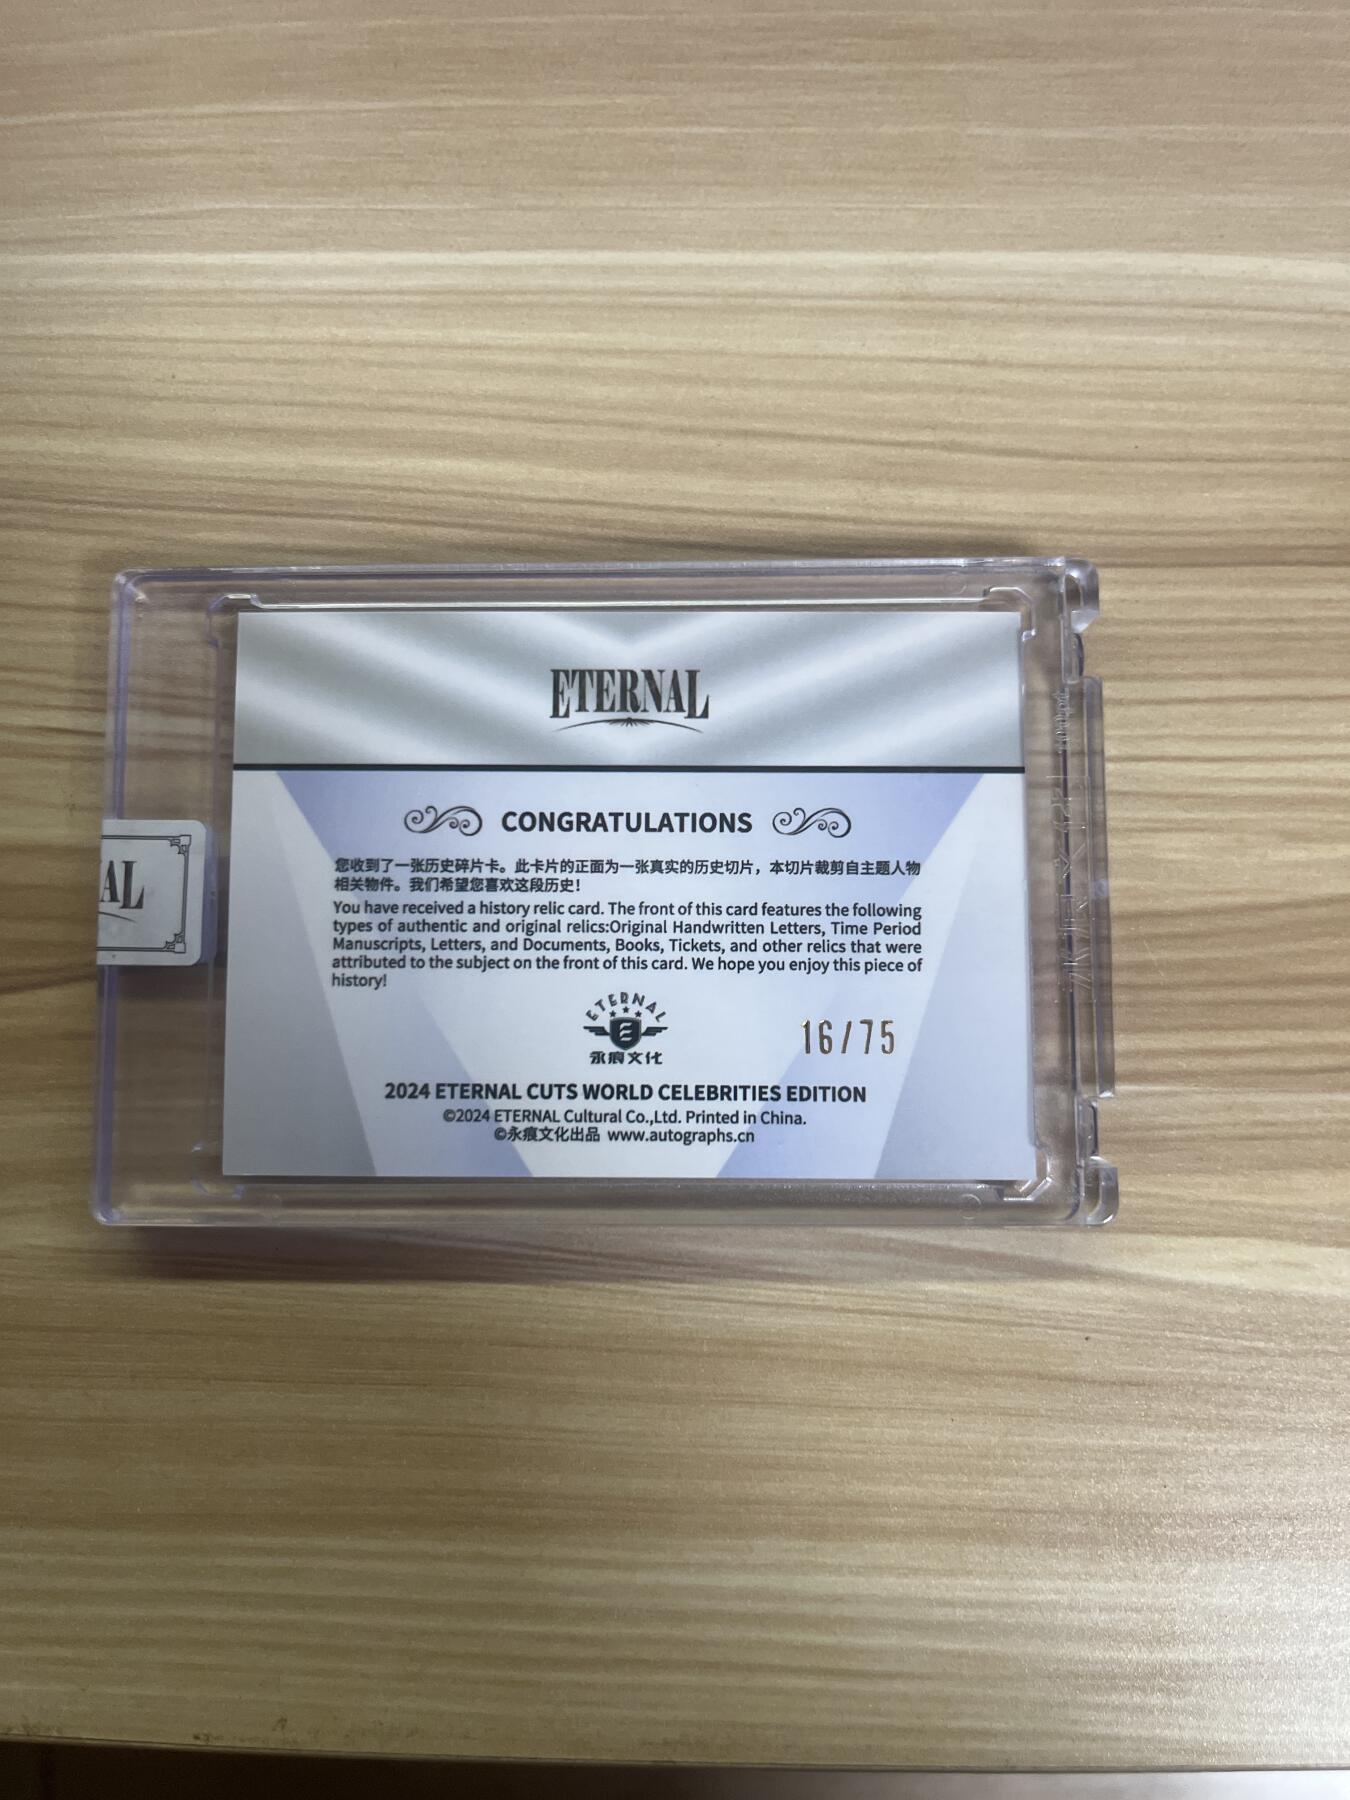 ETERNAL
CONGRATULATIONS
您收到了一张历史碎片卡。此卡片的正面为一张真实的历史切片，本切片裁剪自主题人物
相关物件。我们希望您喜欢这段历史！
You have received a history relic card. The front of this card features the following
types of authentic and original relics:Original Handwritten Letters, Time Period
Manuscripts, Letters, and Documents, Books, Tickets, and other relics that were
attributed to the subject on the front of this card. We hope you enjoy this piece of
history!
AL
ETERNAL
永痕文化
16/75
2024 ETERNAL CUTS WORLD CELEBRITIES EDITION
©2024 ETERNAL Cultural Co.,Ltd. Printed in China.
©永痕文化出品 www.autographs.cn